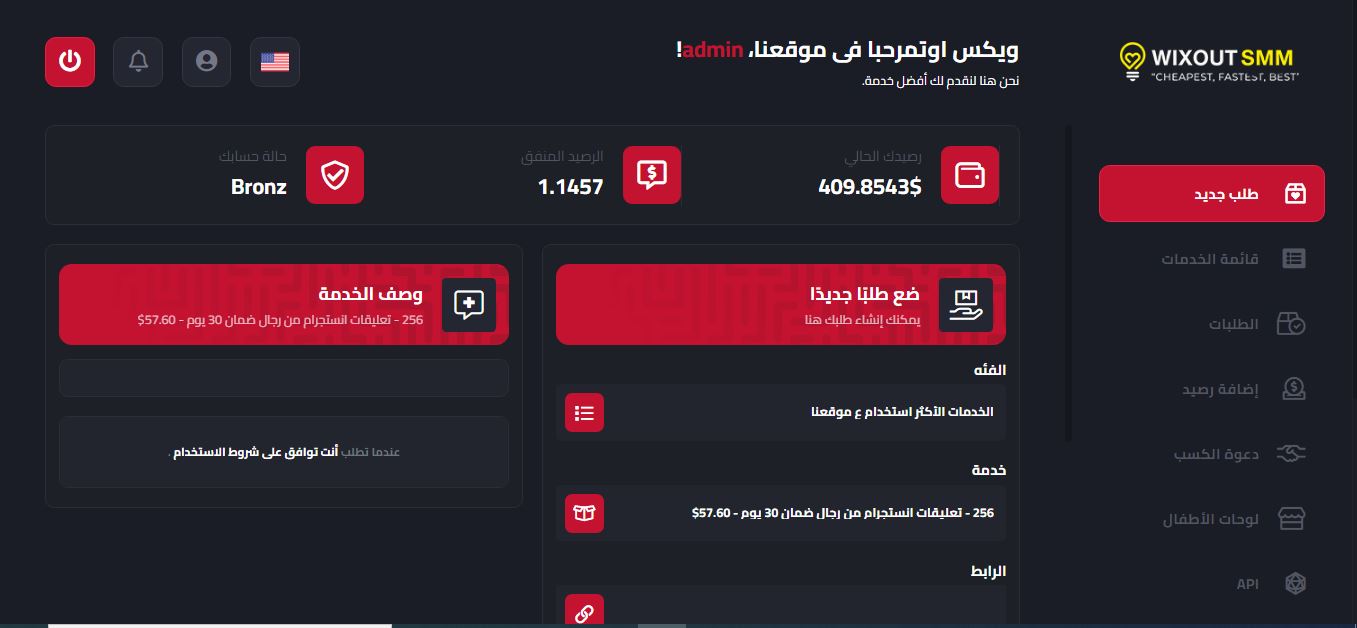 WIXOUT SMM
"CHEAPEST, FASTEST, BEST"
ويكس اوتمرحبا فى موقعنا، admin!
نحن هنا لنقدم لك أفضل خدمة.
رصيدك الحالي
409.8543$
الرصيد المنفق
1.1457
حالة حسابك
Bronz
طلب جديد
قائمة الخدمات
الطلبات
إضافة رصيد
دعوة الكسب
لوحات الأطفال
API
ضع طلبًا جديدًا
يمكنك إنشاء طلبك هنا
الفئه
الخدمات الأكثر استخدام ع موقعنا
خدمة
256 - تعليقات انستجرام من رجال ضمان 30 يوم - $57.60
الرابط
وصف الخدمة
256 - تعليقات انستجرام من رجال ضمان 30 يوم - $57.60
عندما تطلب أنت توافق على شروط الاستخدام .